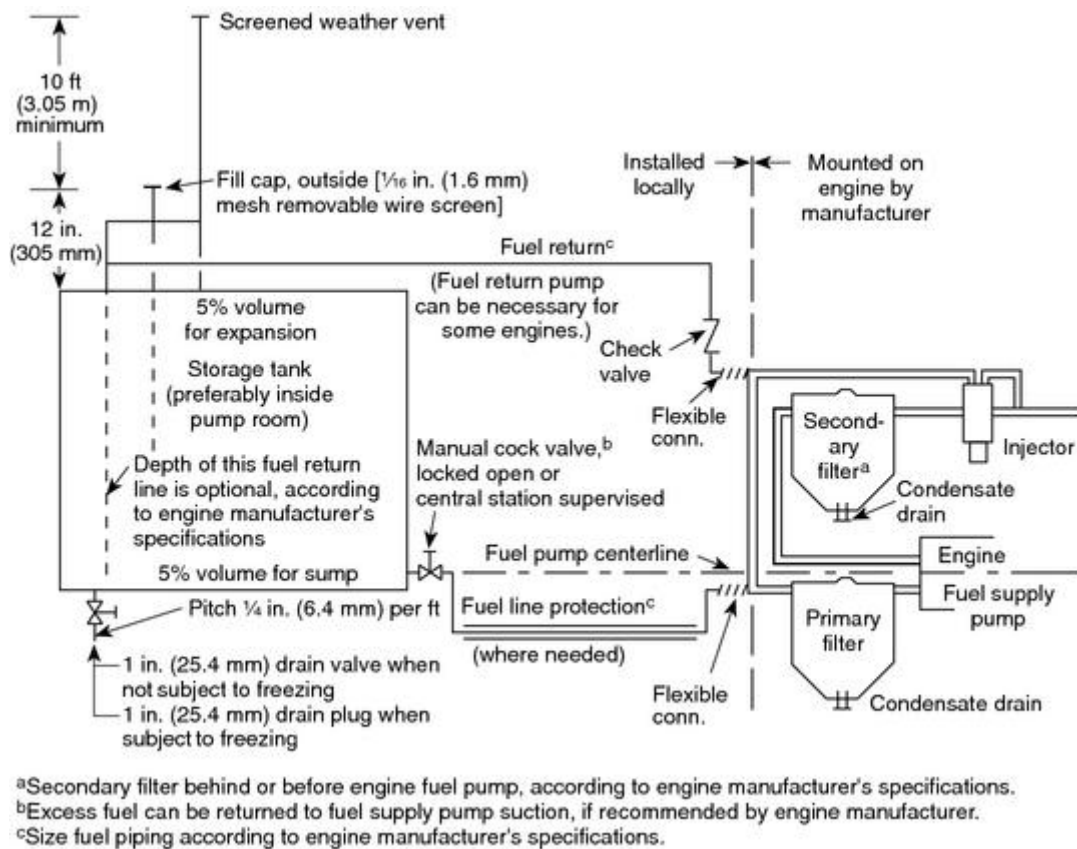 Screened weather vent
10 ft
(3.05 m)
minimum
Installed
locally
Mounted on
engine by
manufacturer
Fill cap, outside [1⁄16 in. (1.6 mm)
mesh removable wire screen]
12 in.
(305 mm)
Fuel returnᶜ
(Fuel return pump
can be necessary for
some engines.)
5% volume
for expansion
Check
valve
Storage tank
(preferably inside
pump room)
Flexible
conn.
Second-
ary
filterᵃ
Injector
Manual cock valve,ᵇ
locked open or
central station supervised
Depth of this fuel return
line is optional, according
to engine manufacturer's
specifications
Condensate
drain
Fuel pump centerline
Engine
5% volume for sump
Fuel supply
pump
Pitch ¼ in. (6.4 mm) per ft
Fuel line protectionᶜ
(where needed)
Primary
filter
Flexible
conn.
Condensate drain
1 in. (25.4 mm) drain valve when
not subject to freezing
1 in. (25.4 mm) drain plug when
subject to freezing
ᵃSecondary filter behind or before engine fuel pump, according to engine manufacturer's specifications.
ᵇExcess fuel can be returned to fuel supply pump suction, if recommended by engine manufacturer.
ᶜSize fuel piping according to engine manufacturer's specifications.